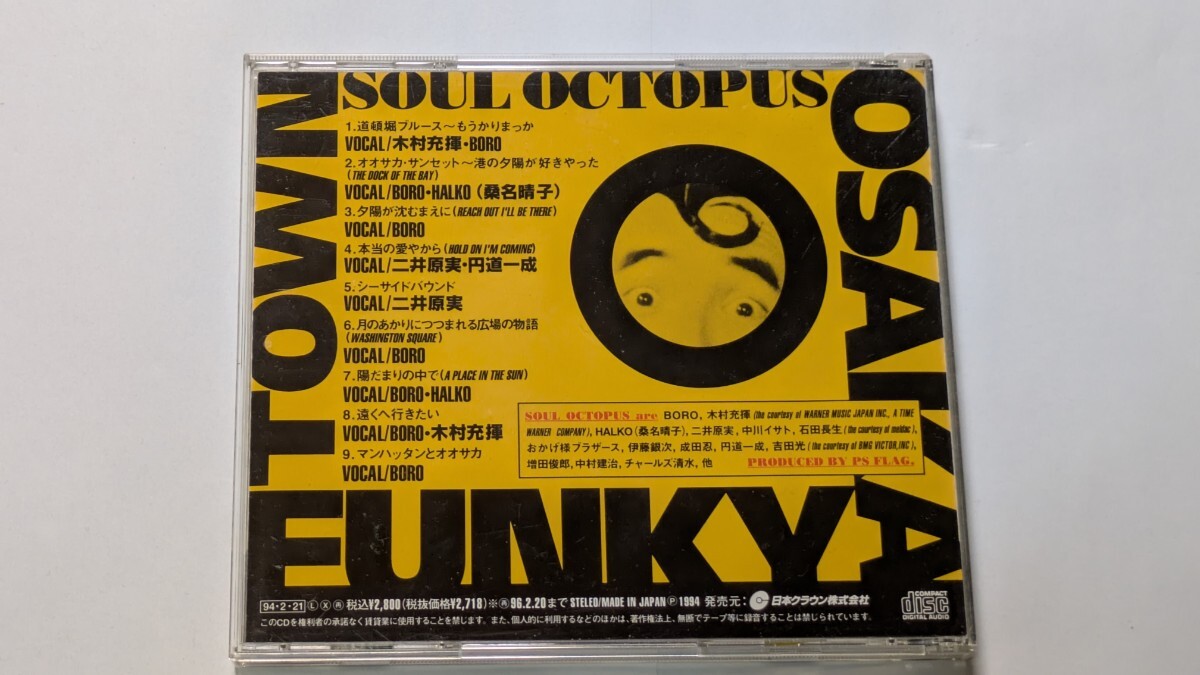 SOUL OCTOPUS
OSAKA
MOTOWN
FUNKY
1.道頓堀ブルース〜もうかりまっか
VOCAL/木村充揮・BORO
2.オオサカ・サンセット〜港の夕陽が好きやった
(THE DOCK OF THE BAY)
VOCAL/BORO・HALKO(桑名晴子)
3.夕陽が沈むまえに(REACH OUT I'LL BE THERE)
VOCAL/BORO
4.本当の愛やから(HOLD ON I'M COMING)
VOCAL/二井原実・円道一成
5.シーサイドバウンド
VOCAL/二井原実
6.月のあかりにつつまれる広場の物語
(WASHINGTON SQUARE)
VOCAL/BORO
7.陽だまりの中で(A PLACE IN THE SUN)
VOCAL/BORO・HALKO
8.遠くへ行きたい
VOCAL/BORO・木村充揮
9.マンハッタンとオオサカ
VOCAL/BORO
SOUL OCTOPUS are BORO, 木村充揮(the courtesy of WARNER MUSIC JAPAN INC., A TIME
WARNER COMPANY), HALKO(桑名晴子), 二井原実, 中川イサト, 石田長生(the courtesy of meldac),
おかげ様ブラザース, 伊藤銀次, 成田忍, 円道一成, 吉田光(the courtesy of BMG VICTOR,INC),
増田俊郎, 中村建治, チャールズ清水, 他 PRODUCED BY PS FLAG,
94・2・21 Ⓛ Ⓧ ㋐ 税込¥2,800(税抜価格¥2,718)※㋐96.2.20まで STELEO/MADE IN JAPAN Ⓟ1994 発売元: 日本クラウン株式会社
このCDを権利者の承諾なく賃貸業に使用することを禁じます。また、個人的に利用するなどのほかは、著作権法上、無断でテープ等に録音することは禁じられています。
COMPACT
disc
DIGITAL AUDIO